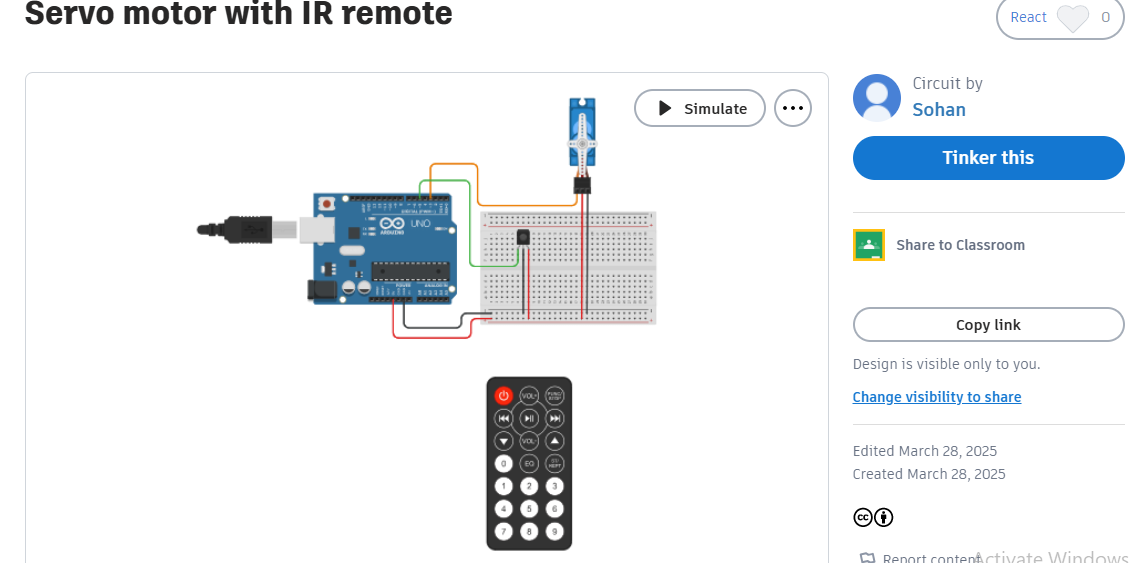 Servo motor with IR remote
React 0
Simulate
Circuit by
Sohan
Tinker this
Share to Classroom
Copy link
Design is visible only to you.
Change visibility to share
Edited March 28, 2025
Created March 28, 2025
Report content
Activate Windows
UNO
ARDUINO
POWER
ANALOG IN
VOL+
FUNC/
STOP
VOL-
0 EQ
REPT
1 2 3
4 5 6
7 8 9